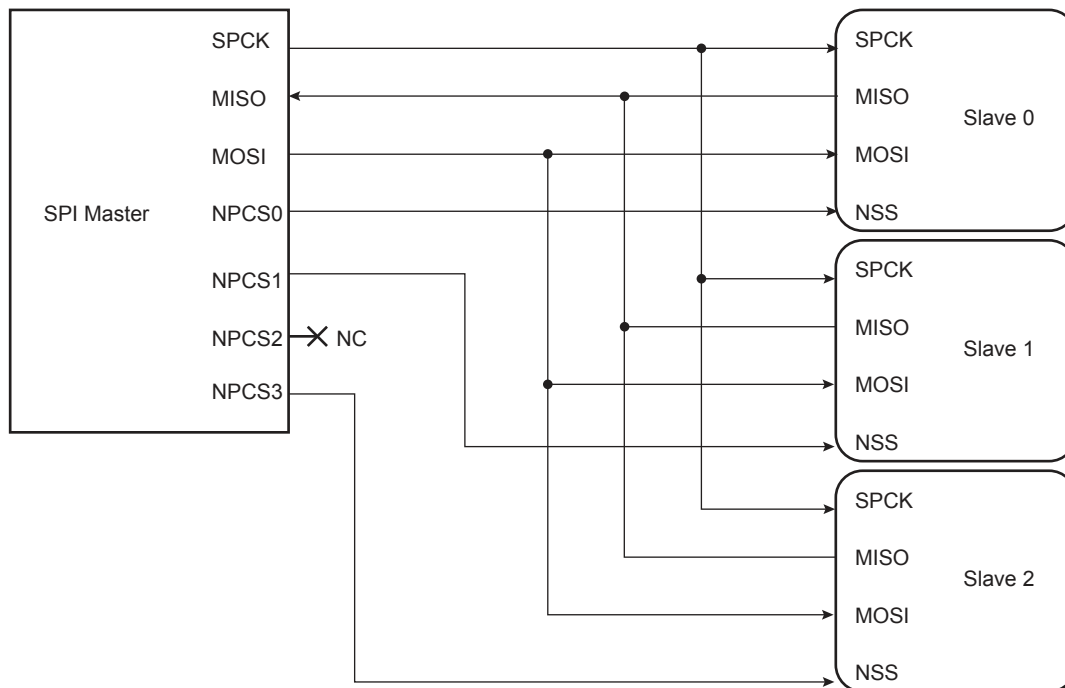 SPI Master
SPCK
MISO
MOSI
NPCS0
NPCS1
NPCS2
NC
NPCS3
SPCK
MISO
Slave 0
MOSI
NSS
SPCK
MISO
Slave 1
MOSI
NSS
SPCK
MISO
Slave 2
MOSI
NSS